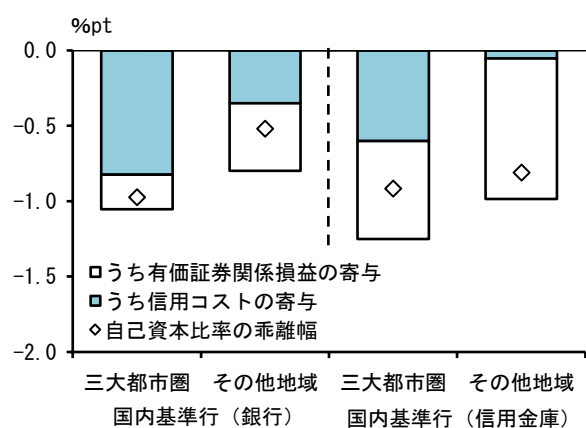 %pt
0.0
-0.5
-1.0
-1.5
-2.0
うち有価証券関係損益の寄与
うち信用コストの寄与
自己資本比率の乖離幅
三大都市圏 その他地域 三大都市圏 その他地域
国内基準行（銀行） 国内基準行（信用金庫）